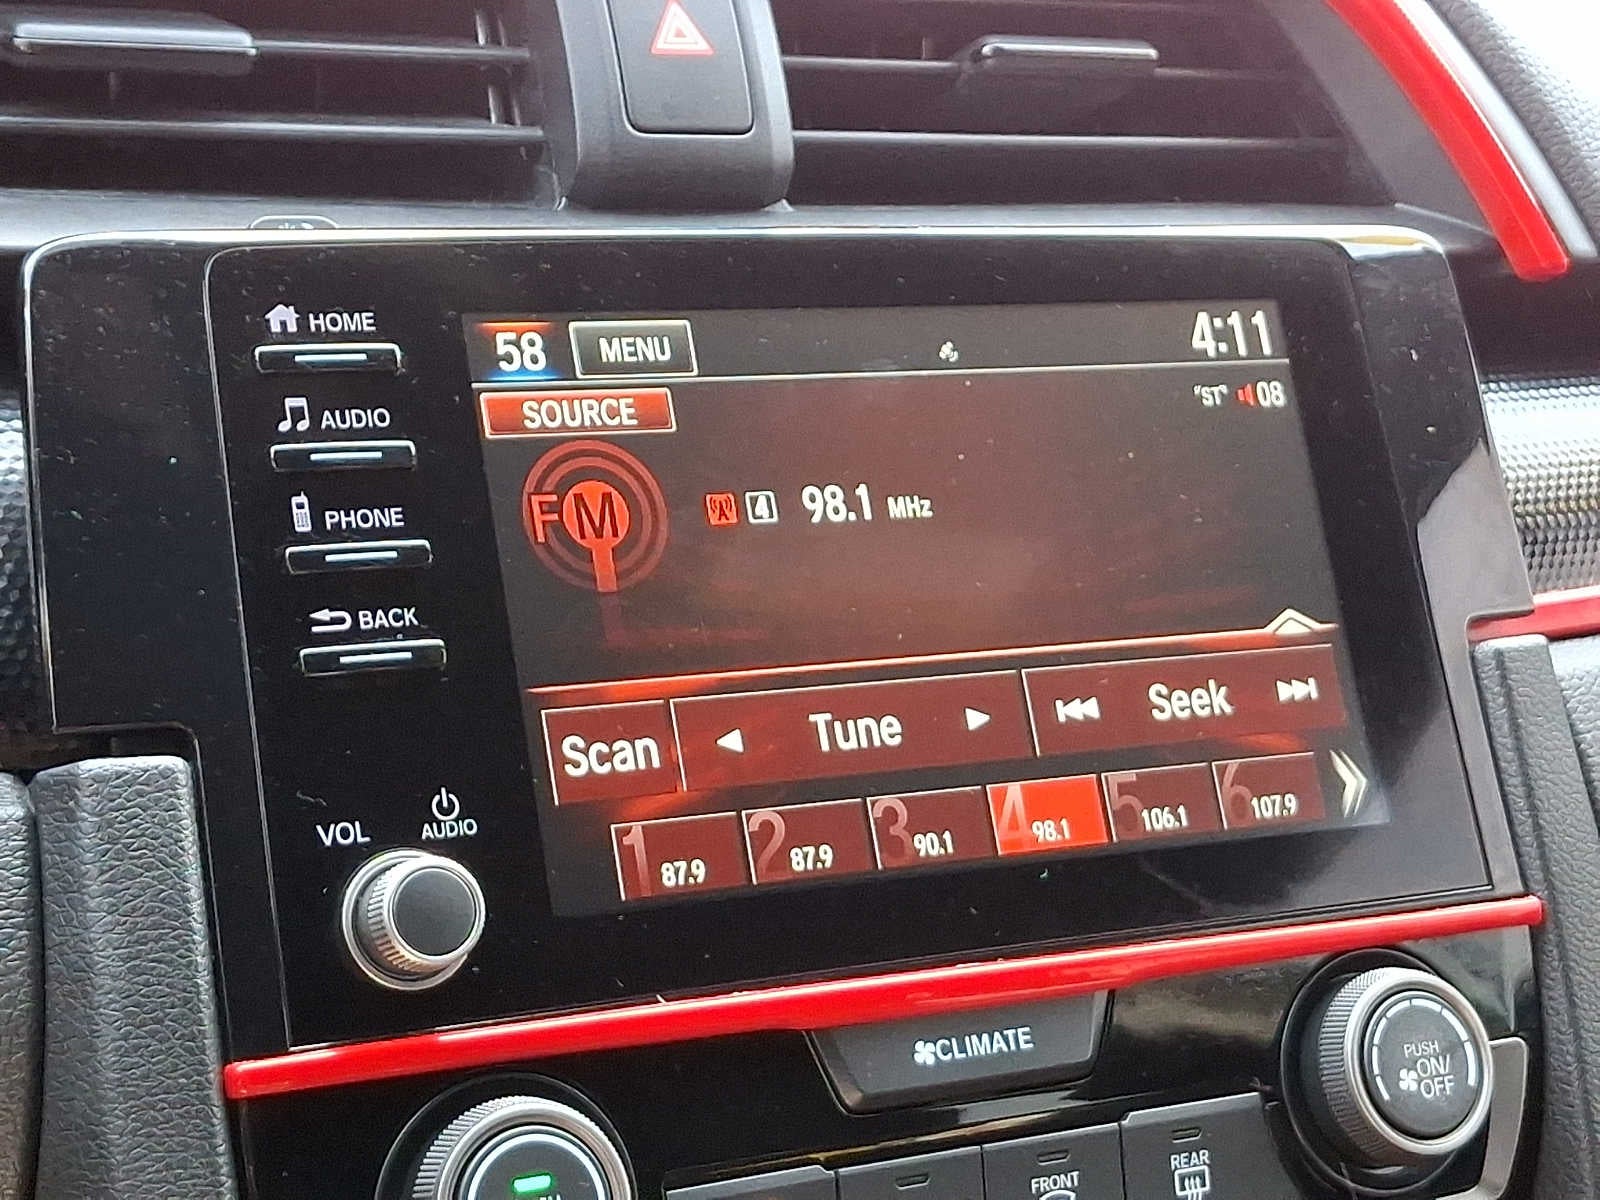 HOME
AUDIO
PHONE
BACK
VOL
AUDIO
58 MENU 4:11
SOURCE "ST" 08
FM 4 98.1 MHz
Scan Tune Seek
1 87.9 2 87.9 3 90.1 4 98.1 5 106.1 6 107.9
CLIMATE
PUSH
ON/
OFF
FRONT
REAR